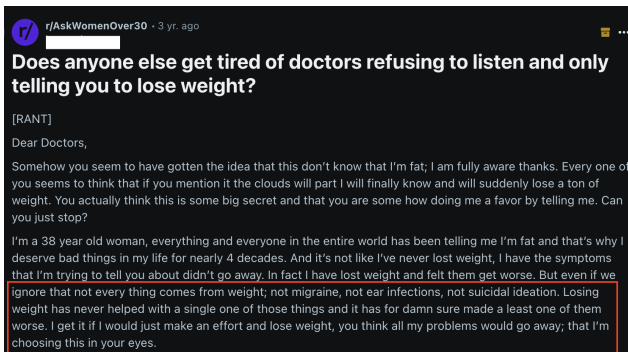 r/AskWomenOver30 • 3 yr. ago
Does anyone else get tired of doctors refusing to listen and only
telling you to lose weight?
[RANT]
Dear Doctors,
Somehow you seem to have gotten the idea that this don’t know that I’m fat; I am fully aware thanks. Every one of
you seems to think that if you mention it the clouds will part I will finally know and will suddenly lose a ton of
weight. You actually think this is some big secret and that you are some how doing me a favor by telling me. Can
you just stop?
I’m a 38 year old woman, everything and everyone in the entire world has been telling me I’m fat and that’s why I
deserve bad things in my life for nearly 4 decades. And it’s not like I’ve never lost weight, I have the symptoms
that I’m trying to tell you about didn’t go away. In fact I have lost weight and felt them get worse. But even if we
ignore that not every thing comes from weight; not migraine, not ear infections, not suicidal ideation. Losing
weight has never helped with a single one of those things and it has for damn sure made a least one of them
worse. I get it if I would just make an effort and lose weight, you think all my problems would go away; that I’m
choosing this in your eyes.